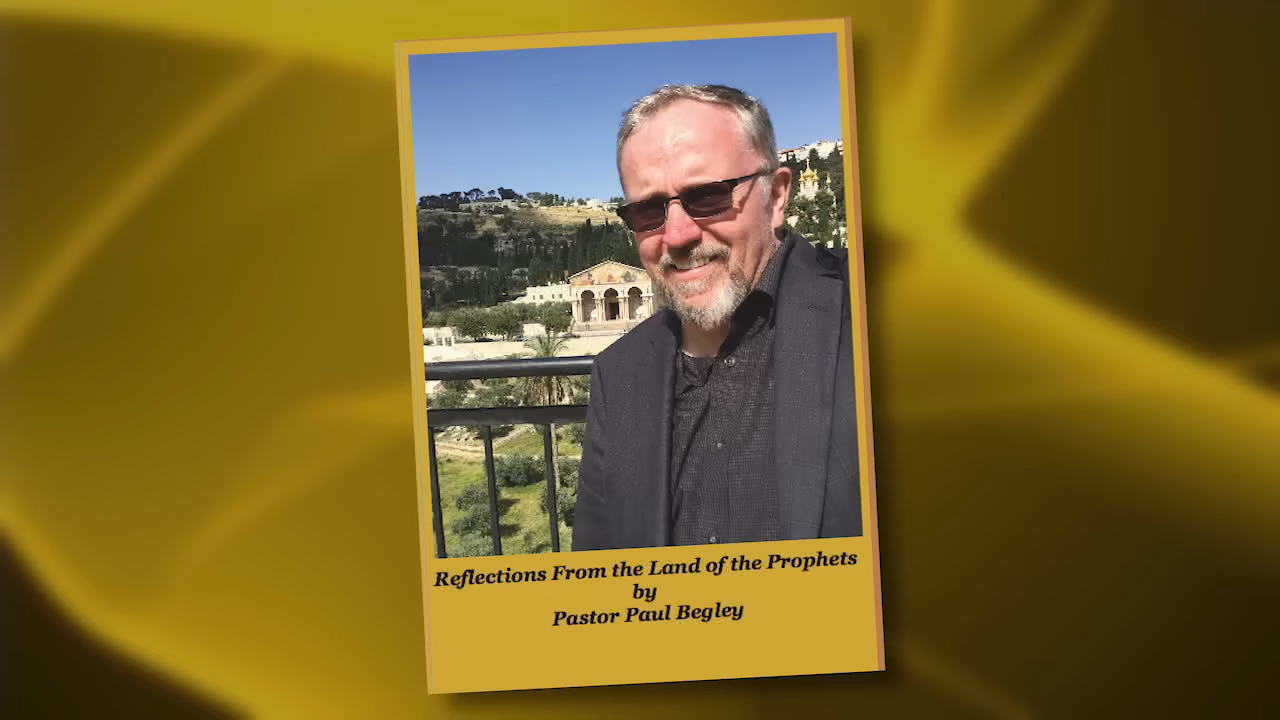 Reflections From the Land of the Prophets
by
Pastor Paul Begley